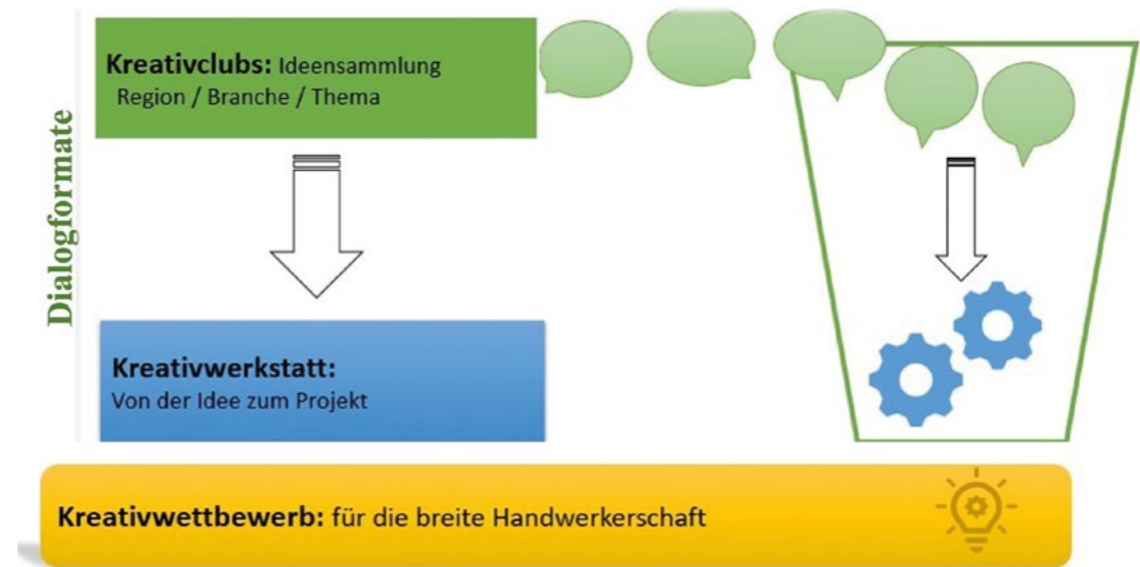 Dialogformate
Kreativclubs: Ideensammlung
Region / Branche / Thema
Kreativwerkstatt:
Von der Idee zum Projekt
Kreativwettbewerb: für die breite Handwerkerschaft